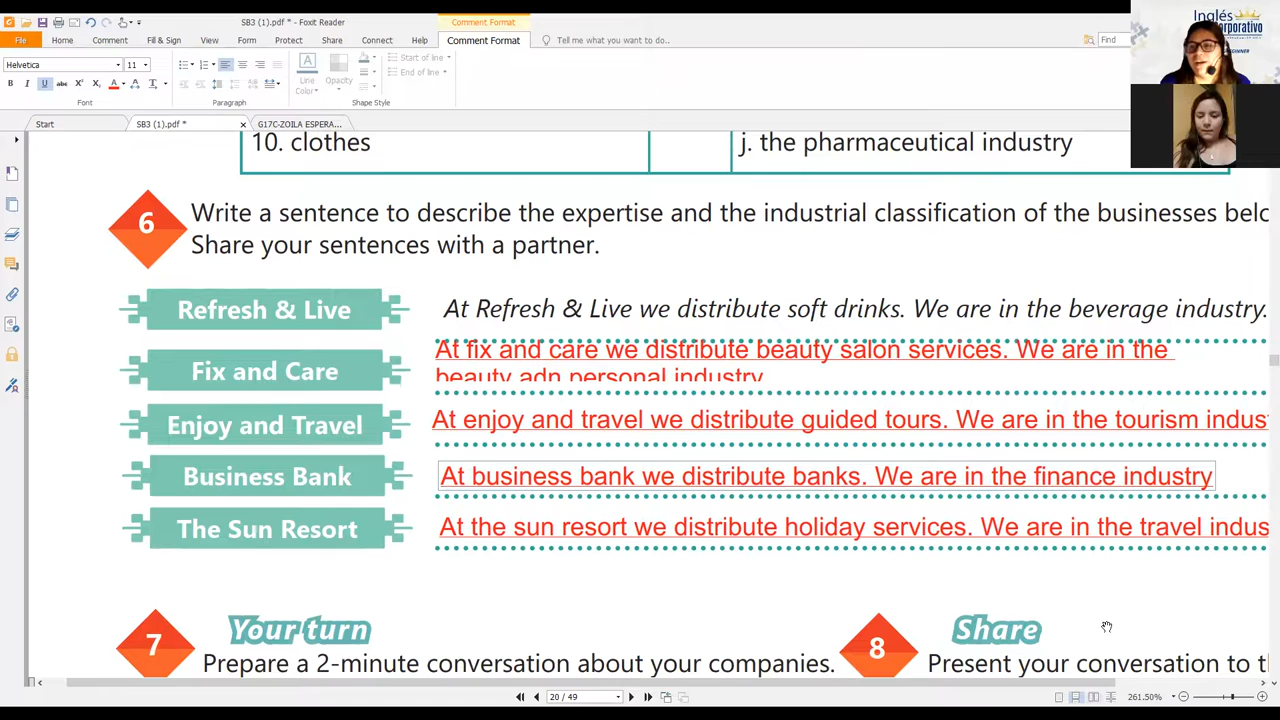 SB3 (1).pdf * - Foxit Reader
Comment Format
File Home Comment Fill & Sign View Form Protect Share Connect Help Comment Format Tell me what you want to do.. Find
Helvetica 11
Line Color Opacity
Start of line
End of line
Font Paragraph Shape Style
Start SB3 (1).pdf * G17C-ZOILA ESPERA...
Inglés
BEGINNER
10. clothes j. the pharmaceutical industry
6 Write a sentence to describe the expertise and the industrial classification of the businesses belo
Share your sentences with a partner.
Refresh & Live At Refresh & Live we distribute soft drinks. We are in the beverage industry.
Fix and Care At fix and care we distribute beauty salon services. We are in the
beauty adn personal industry
Enjoy and Travel At enjoy and travel we distribute guided tours. We are in the tourism indust
Business Bank At business bank we distribute banks. We are in the finance industry
The Sun Resort At the sun resort we distribute holiday services. We are in the travel indus
7 Your turn 8 Share
Prepare a 2-minute conversation about your companies. Present your conversation to th
20 / 49 261.50%